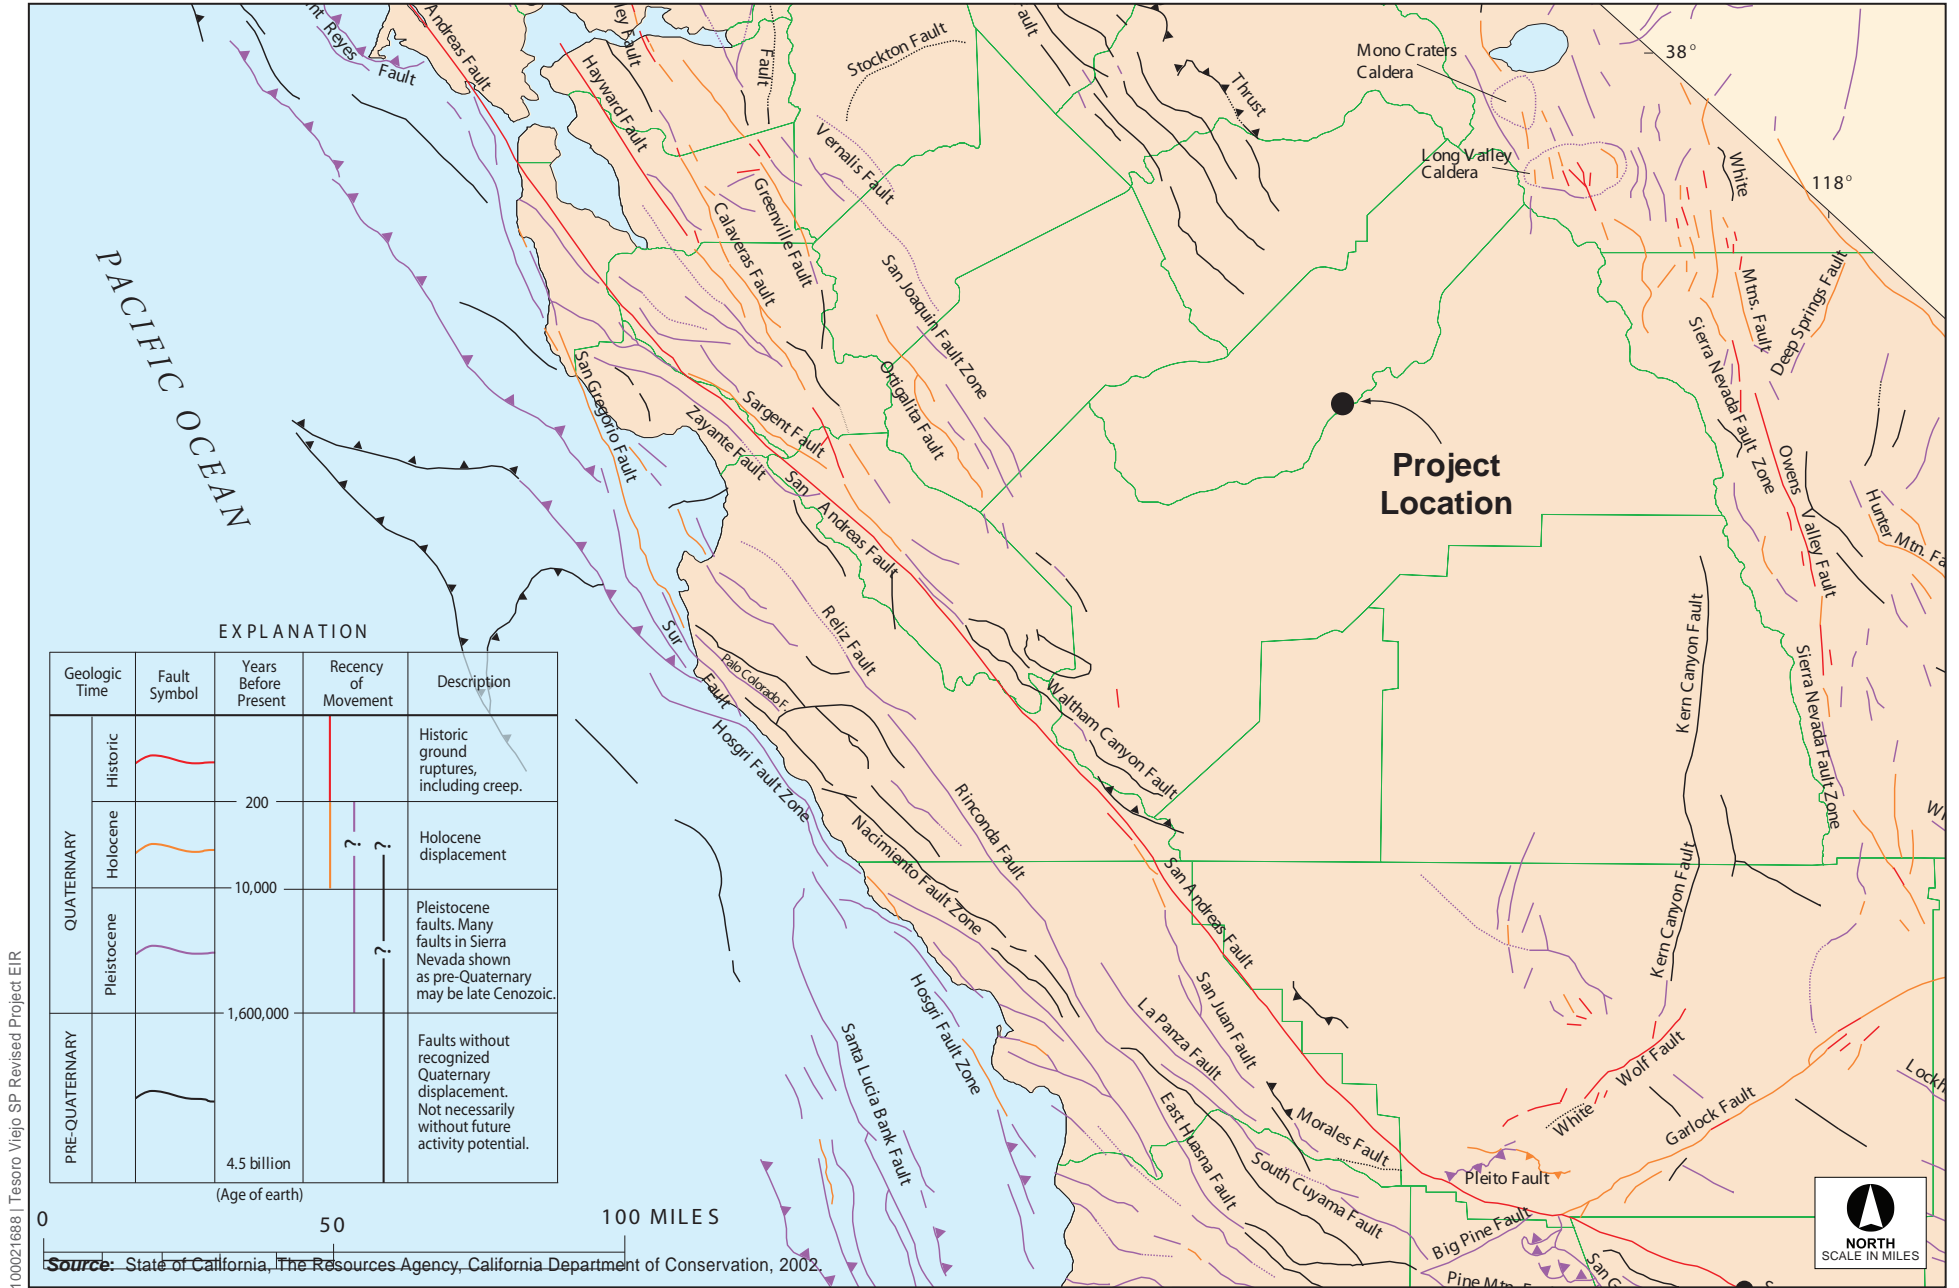 nt Reyes
Fault
Andreas Fault
ley Fault
Hayward Fault
Fault
Stockton Fault
Vernalis Fault
ault
Thrust
Mono Craters
Caldera
Long Valley
Caldera
38°
118°
White
Mtns. Fault
Deep Springs Fault
Sierra Nevada Fault Zone
Owens
Valley Fault
Hunter Mtn. Fa
Greenville Fault
Calaveras Fault
San Joaquin Fault Zone
Ortigalita Fault
San Gregorio Fault
Sargent Fault
Zayante Fault
San
Andreas Fault
PACIFIC OCEAN
Project
Location
Reliz Fault
Sur
Fault
Palo Colorado F.
Hosgri Fault Zone
Waltham Canyon Fault
Kern Canyon Fault
Sierra Nevada Fault Zone
Rinconda Fault
Nacimiento Fault Zone
San Andreas Fault
Kern Canyon Fault
Wi
Hosgri Fault Zone
Santa Lucia Bank Fault
San Juan Fault
La Panza Fault
East Huasna Fault
Morales Fault
South Cuyama Fault
Wolf Fault
White
Garlock Fault
Lockh
Pleito Fault
Big Pine Fault
Pine Mtn. F
San G
S
EXPLANATION
Geologic
Time
Fault
Symbol
Years
Before
Present
Recency
of
Movement
Description
QUATERNARY
Historic
200
Historic
ground
ruptures,
including creep.
Holocene
?
?
Holocene
displacement
10,000
Pleistocene
?
Pleistocene
faults. Many
faults in Sierra
Nevada shown
as pre-Quaternary
may be late Cenozoic.
1,600,000
PRE-QUATERNARY
Faults without
recognized
Quaternary
displacement.
Not necessarily
without future
activity potential.
4.5 billion
(Age of earth)
0
50
100 MILES
Source: State of California, The Resources Agency, California Department of Conservation, 2002.
NORTH
SCALE IN MILES
100021688 | Tesoro Viejo SP Revised Project EIR